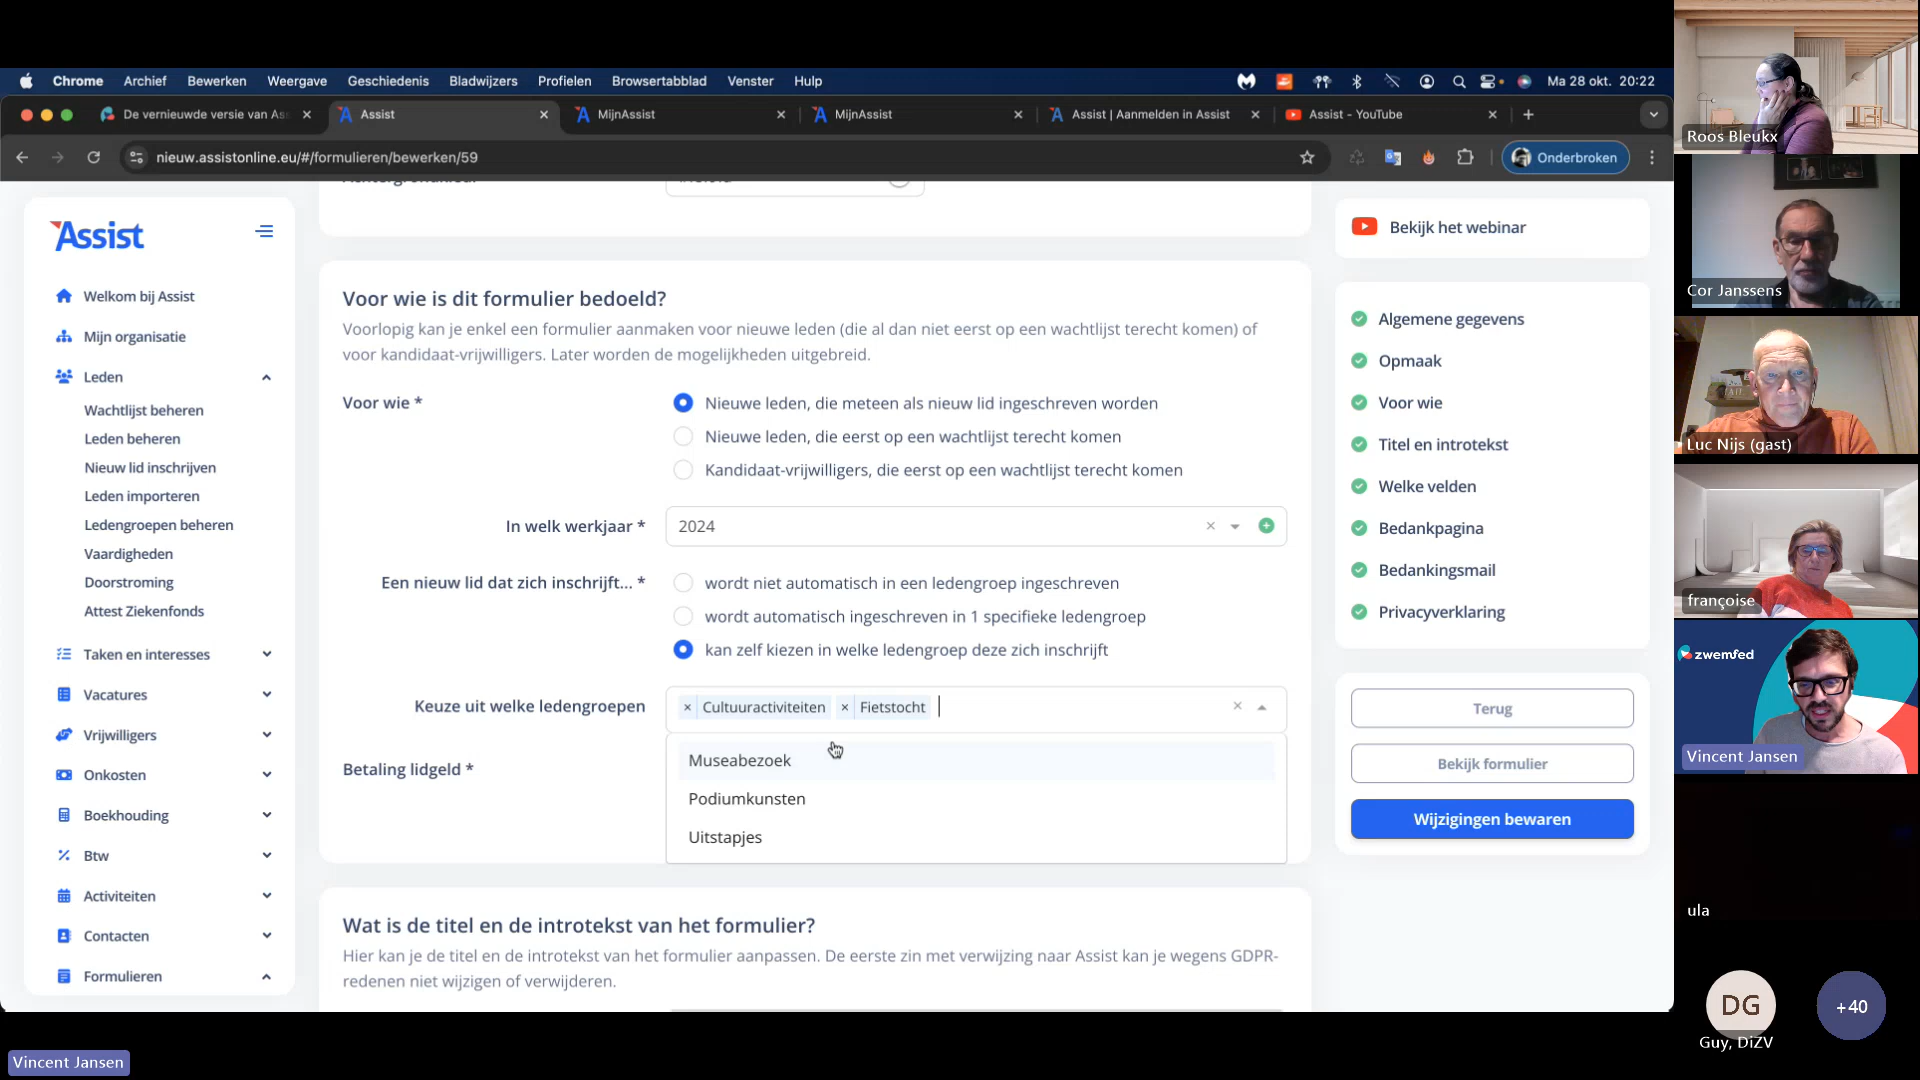 Chrome Archief Bewerken Weergave Geschiedenis Bladwijzers Profielen Browsertabblad Venster Hulp
Ma 28 okt. 20:22
De vernieuwde versie van As
Assist
MijnAssist
MijnAssist
Assist | Aanmelden in Assist
Assist - YouTube
nieuw.assistonline.eu/#/formulieren/bewerken/59
Onderbroken
Assist
Welkom bij Assist
Mijn organisatie
Leden
Wachtlijst beheren
Leden beheren
Nieuw lid inschrijven
Leden importeren
Ledengroepen beheren
Vaardigheden
Doorstroming
Attest Ziekenfonds
Taken en interesses
Vacatures
Vrijwilligers
Onkosten
Boekhouding
Btw
Activiteiten
Contacten
Formulieren
Voor wie is dit formulier bedoeld?
Voorlopig kan je enkel een formulier aanmaken voor nieuwe leden (die al dan niet eerst op een wachtlijst terecht komen) of
voor kandidaat-vrijwilligers. Later worden de mogelijkheden uitgebreid.
Voor wie *
Nieuwe leden, die meteen als nieuw lid ingeschreven worden
Nieuwe leden, die eerst op een wachtlijst terecht komen
Kandidaat-vrijwilligers, die eerst op een wachtlijst terecht komen
In welk werkjaar *
2024
Een nieuw lid dat zich inschrijft... *
wordt niet automatisch in een ledengroep ingeschreven
wordt automatisch ingeschreven in 1 specifieke ledengroep
kan zelf kiezen in welke ledengroep deze zich inschrijft
Keuze uit welke ledengroepen
× Cultuuractiviteiten × Fietstocht
Museabezoek
Podiumkunsten
Uitstapjes
Betaling lidgeld *
Wat is de titel en de introtekst van het formulier?
Hier kan je de titel en de introtekst van het formulier aanpassen. De eerste zin met verwijzing naar Assist kan je wegens GDPR-
redenen niet wijzigen of verwijderen.
Bekijk het webinar
Algemene gegevens
Opmaak
Voor wie
Titel en introtekst
Welke velden
Bedankpagina
Bedankingsmail
Privacyverklaring
Terug
Bekijk formulier
Wijzigingen bewaren
Roos Bleukx
Cor Janssens
Luc Nijs (gast)
françoise
zwemfed
Vincent Jansen
ula
DG
Guy, DiZV
+40
Vincent Jansen